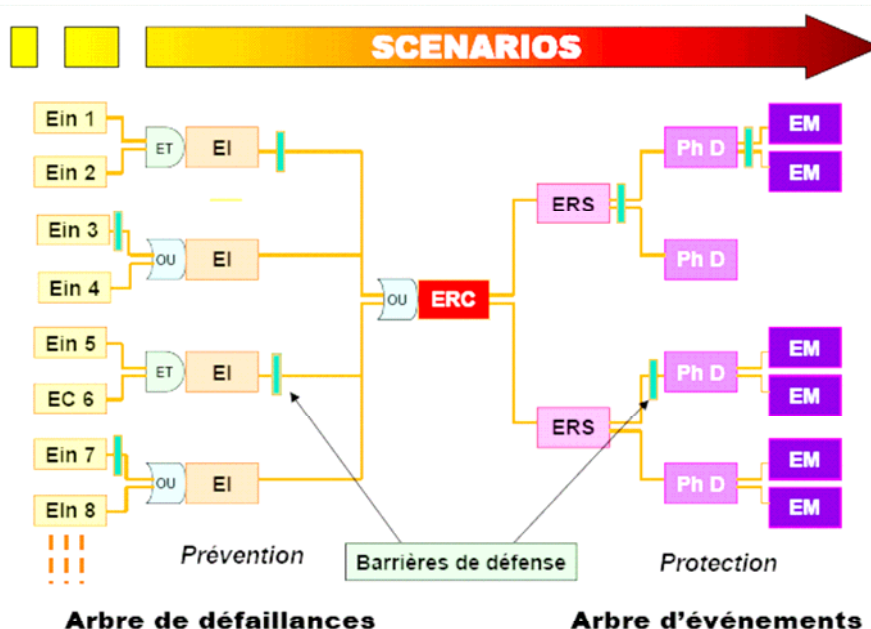 SCENARIOS
Ein 1
ET
EI
Ein 2
Ein 3
OU
EI
Ein 4
Ein 5
ET
EI
EC 6
Ein 7
OU
EI
EIn 8
OU
ERC
ERS
ERS
Ph D
Ph D
Ph D
Ph D
EM
EM
EM
EM
EM
EM
Prévention
Barrières de défense
Protection
Arbre de défaillances
Arbre d'événements